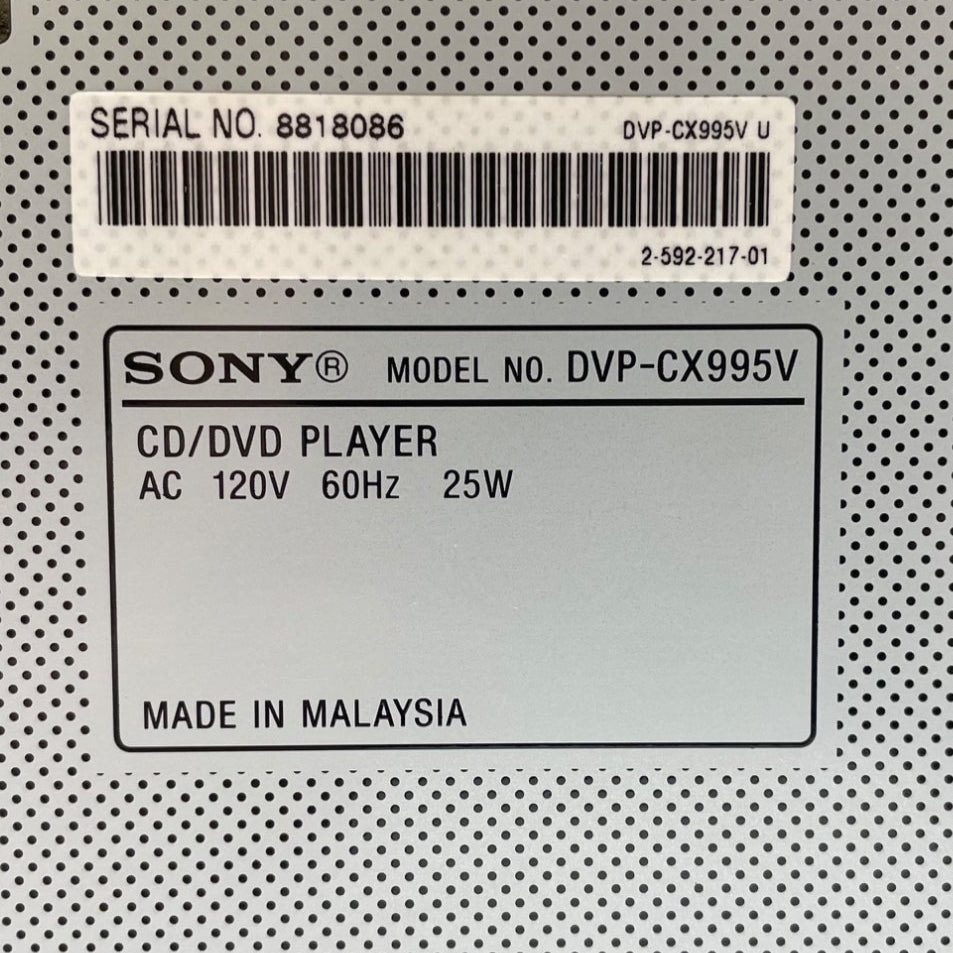 SERIAL NO. 8818086 DVP-CX995V U
2-592-217-01
SONY® MODEL NO. DVP-CX995V
CD/DVD PLAYER
AC 120V 60Hz 25W
MADE IN MALAYSIA